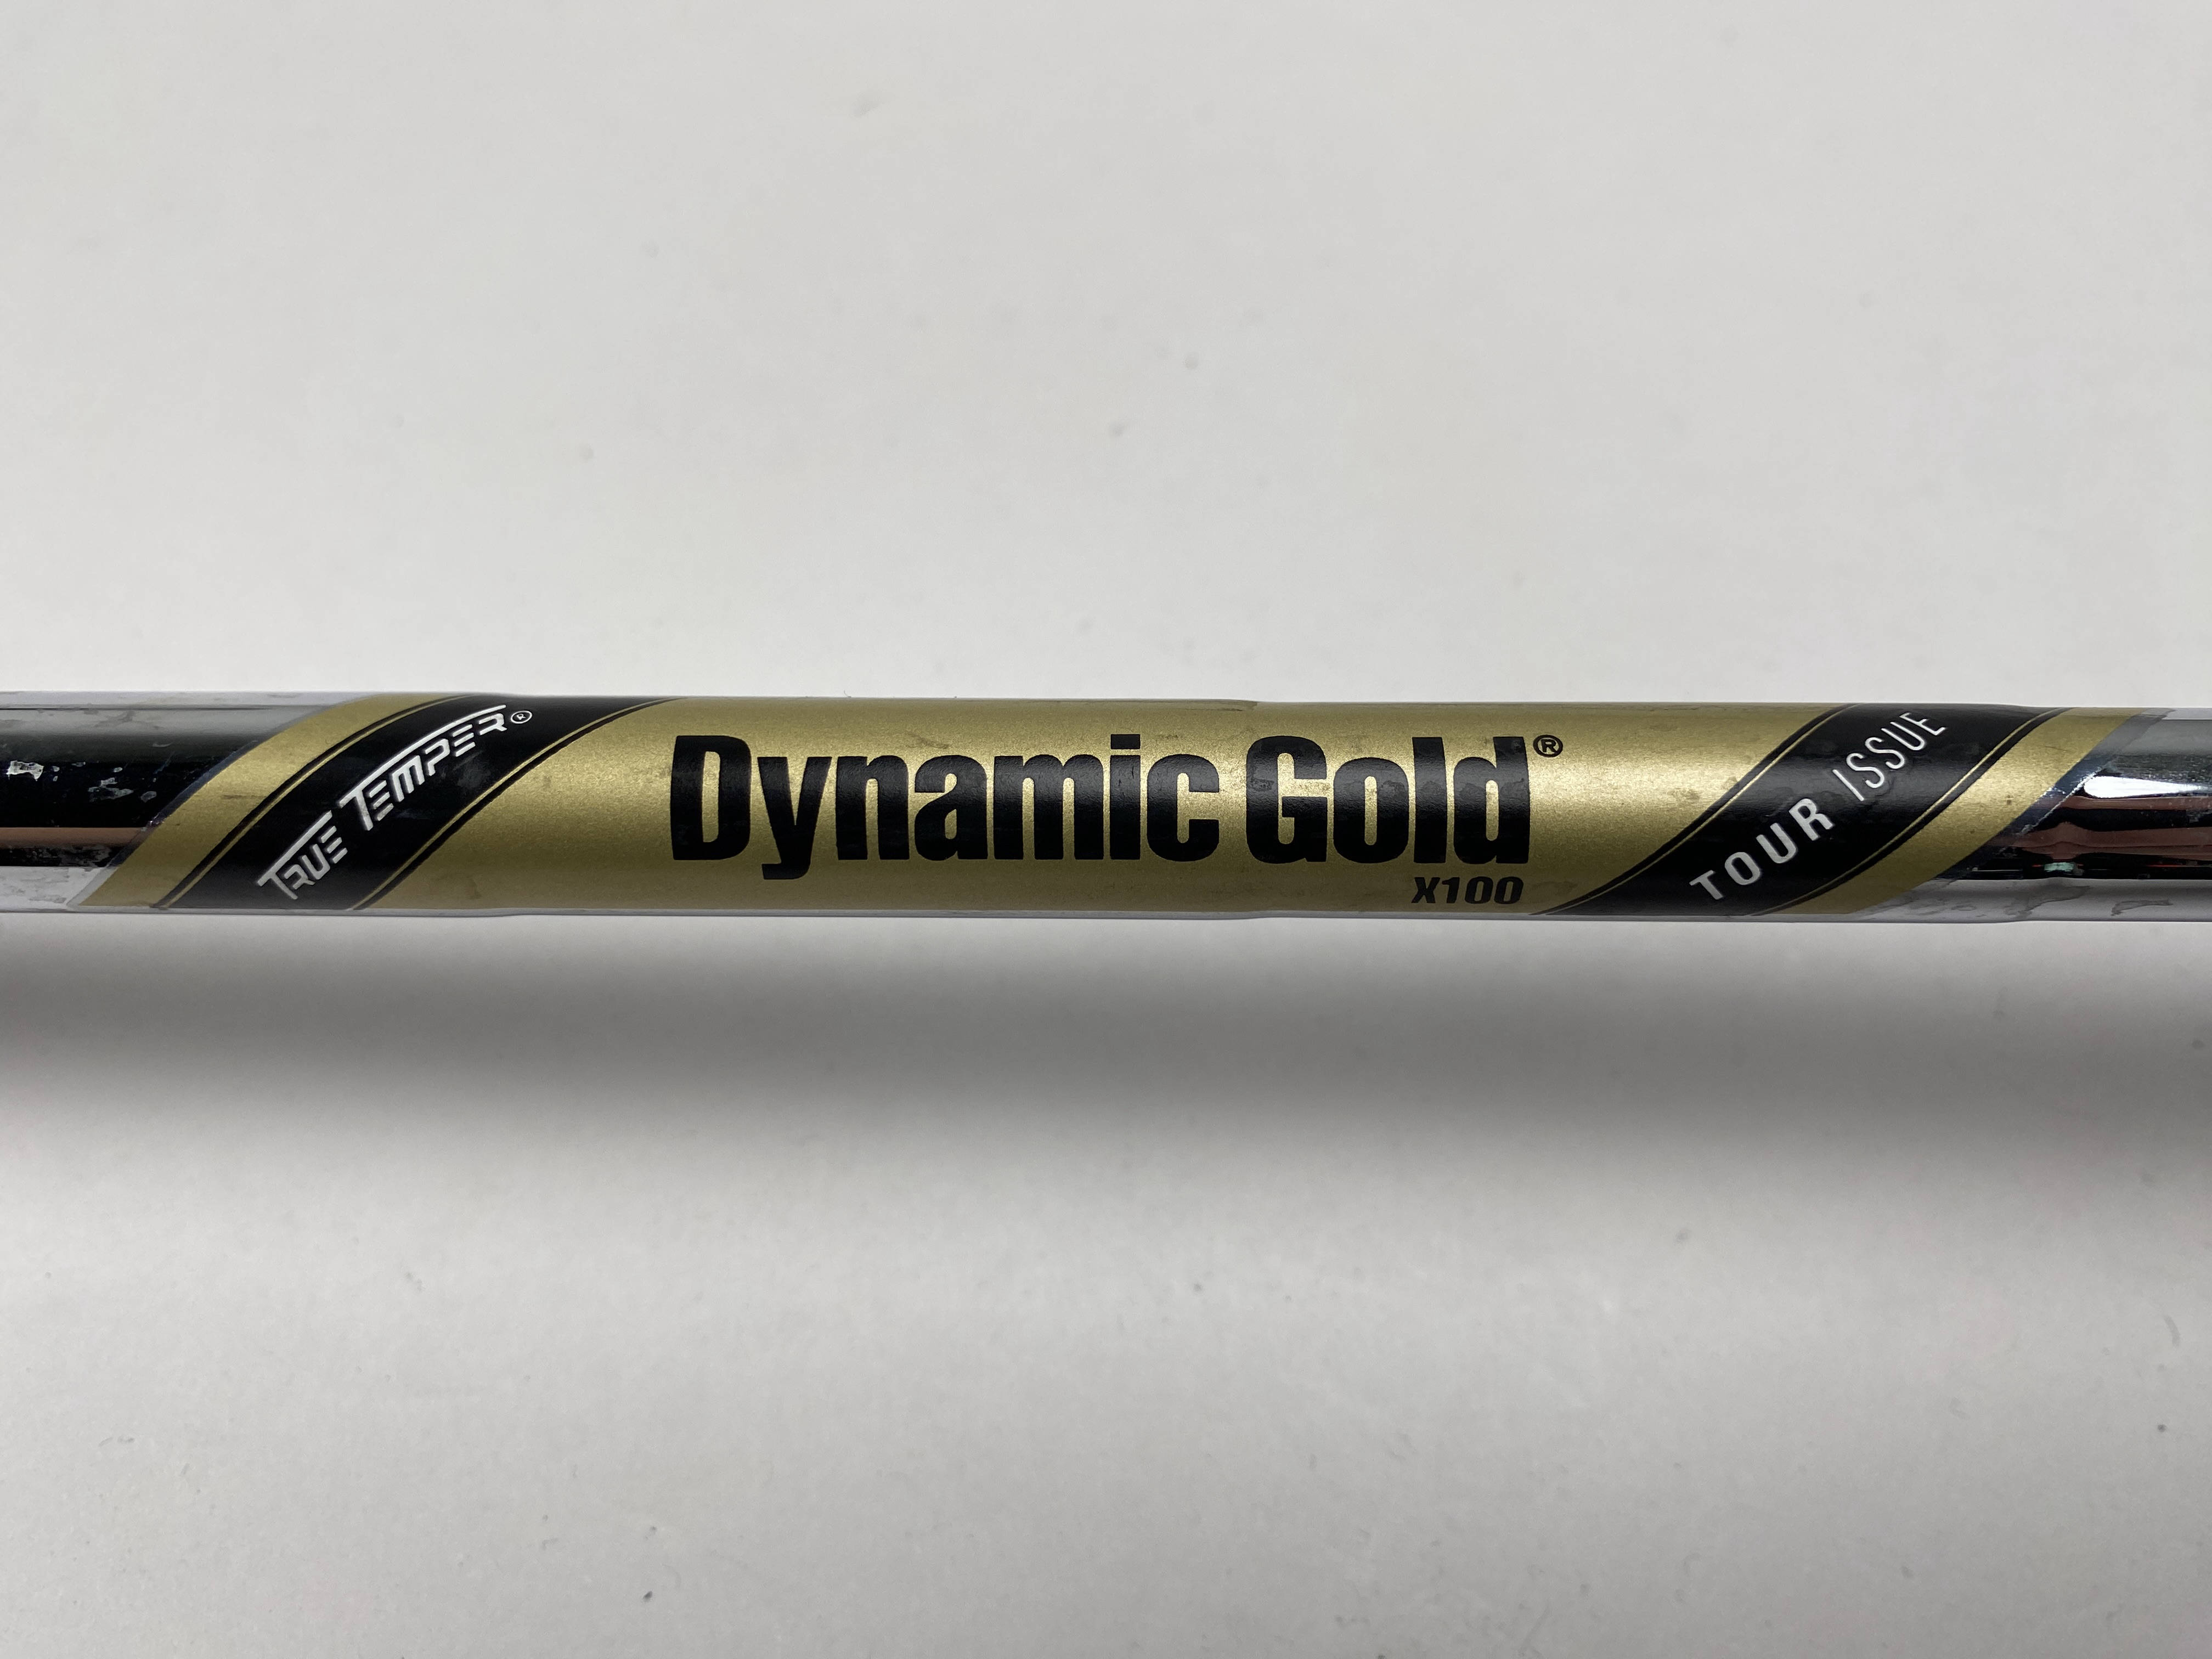 TRUE TEMPER®
Dynamic Gold®
X100
TOUR ISSUE